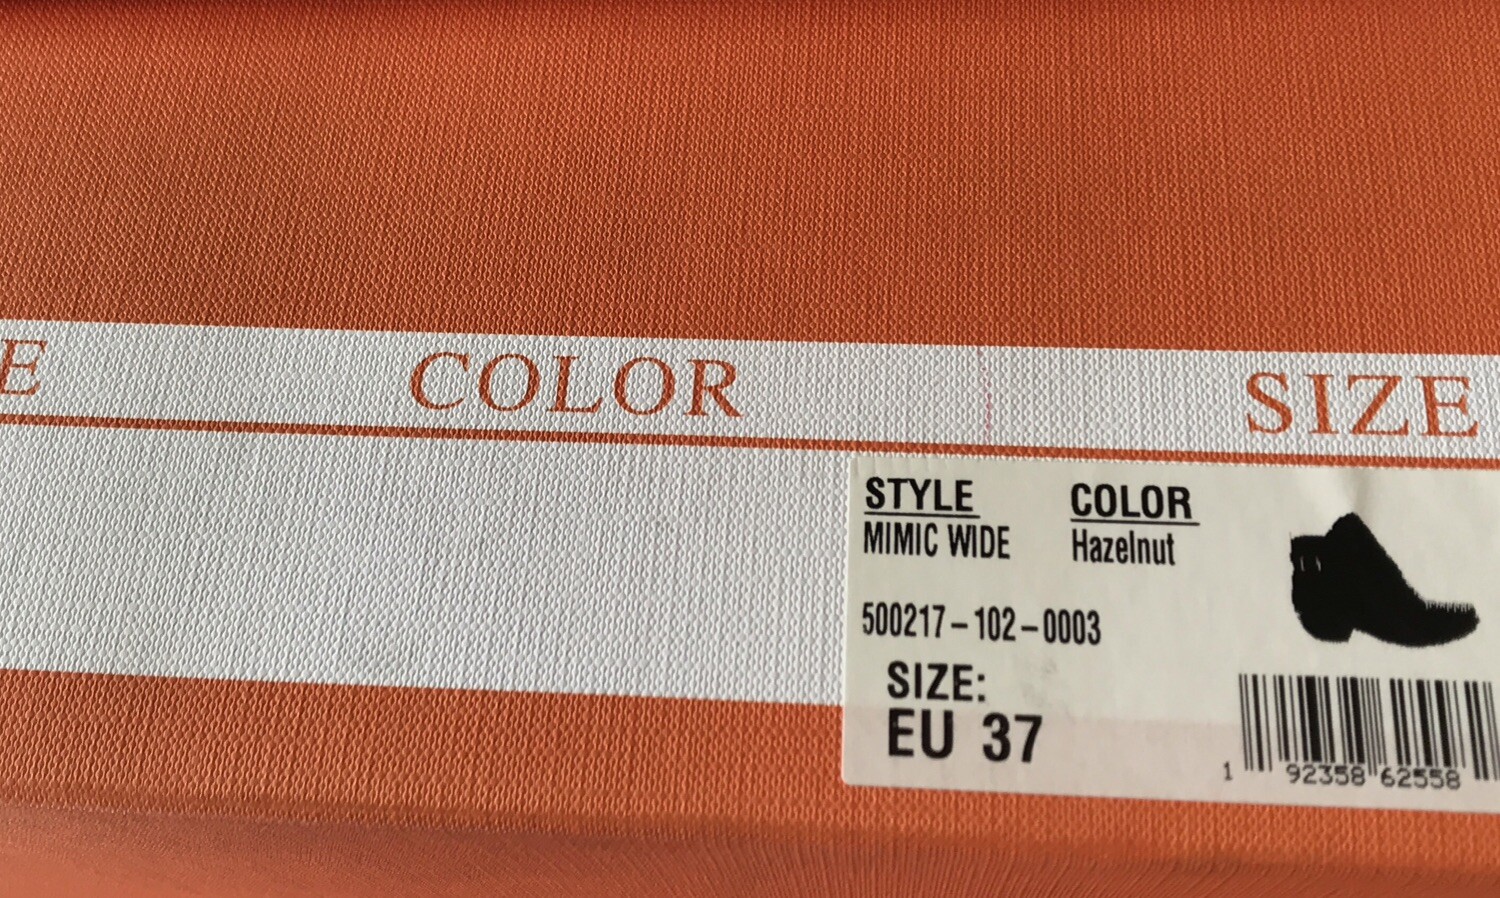 E COLOR SIZE
STYLE COLOR
MIMIC WIDE Hazelnut
500217-102-0003
SIZE:
EU 37
1 92358 62558